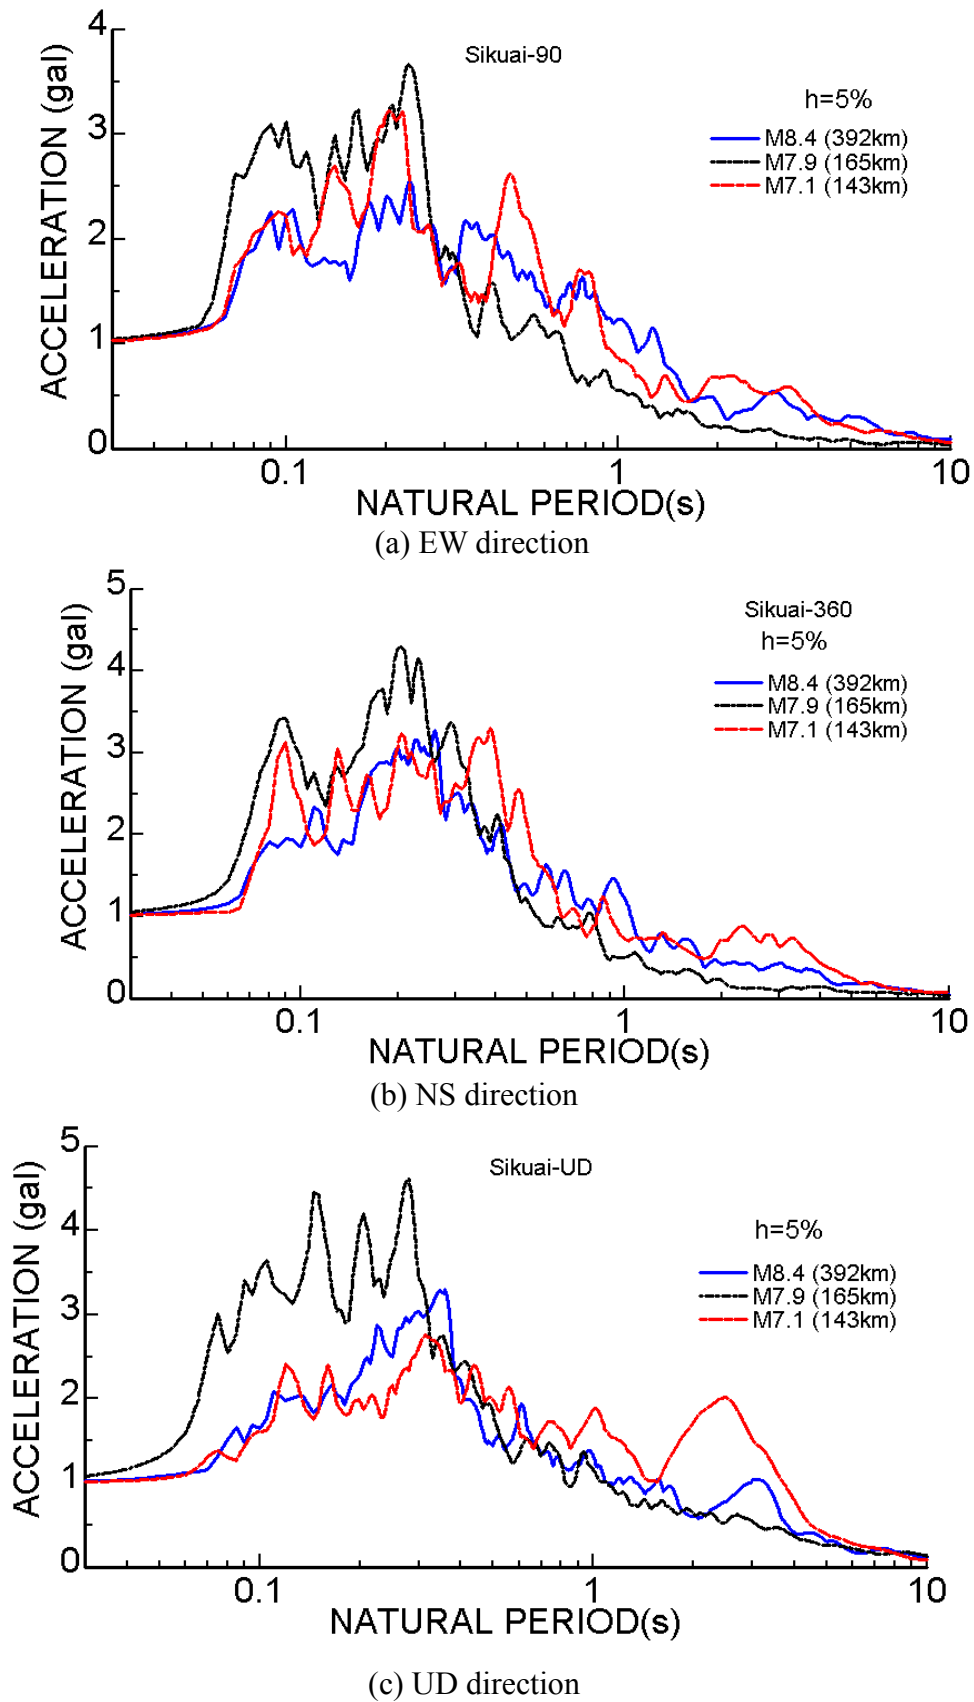 4
3
2
1
0
ACCELERATION (gal)
Sikuai-90
h=5%
M8.4 (392km)
M7.9 (165km)
M7.1 (143km)
0.1
1
10
NATURAL PERIOD(s)
(a) EW direction
5
4
3
2
1
0
ACCELERATION (gal)
Sikuai-360
h=5%
M8.4 (392km)
M7.9 (165km)
M7.1 (143km)
0.1
1
10
NATURAL PERIOD(s)
(b) NS direction
5
4
3
2
1
0
ACCELERATION (gal)
Sikuai-UD
h=5%
M8.4 (392km)
M7.9 (165km)
M7.1 (143km)
0.1
1
10
NATURAL PERIOD(s)
(c) UD direction